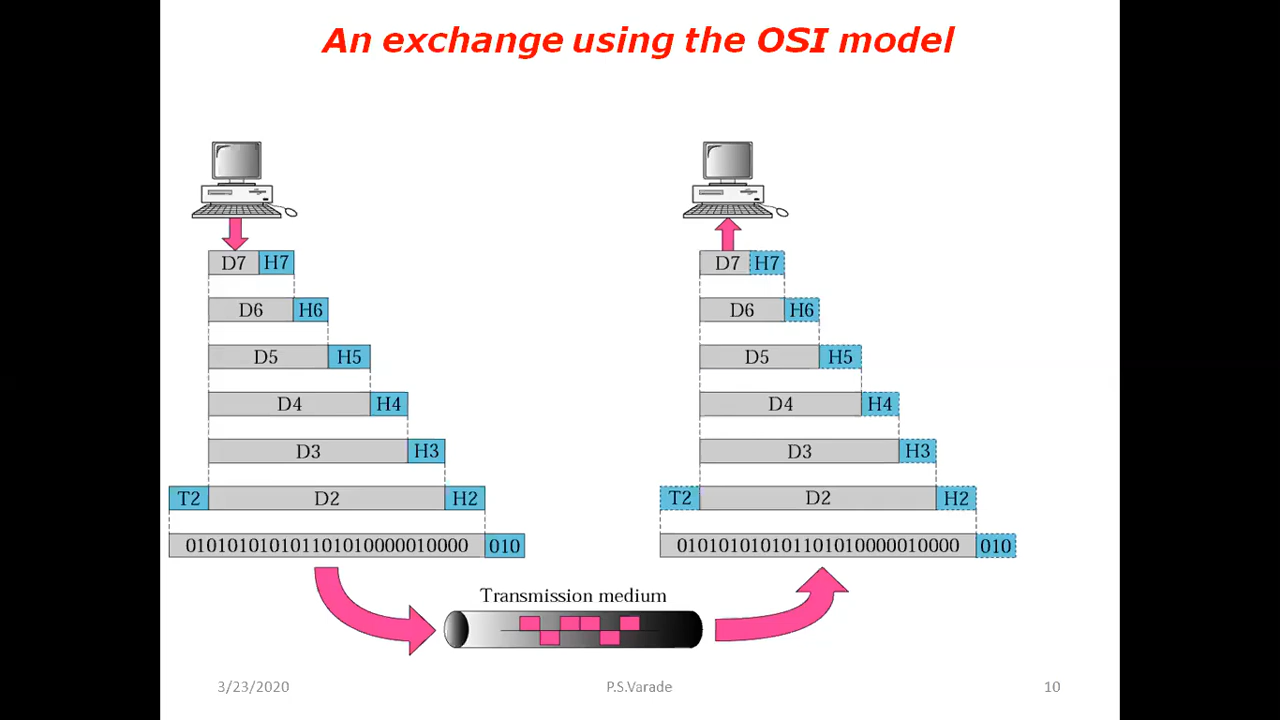 An exchange using the OSI model
D7 H7
D6 H6
D5 H5
D4 H4
D3 H3
T2 D2 H2
0101010101011010100000010000 010
D7 H7
D6 H6
D5 H5
D4 H4
D3 H3
T2 D2 H2
0101010101011010100000010000 010
Transmission medium
3/23/2020 P.S.Varade 10